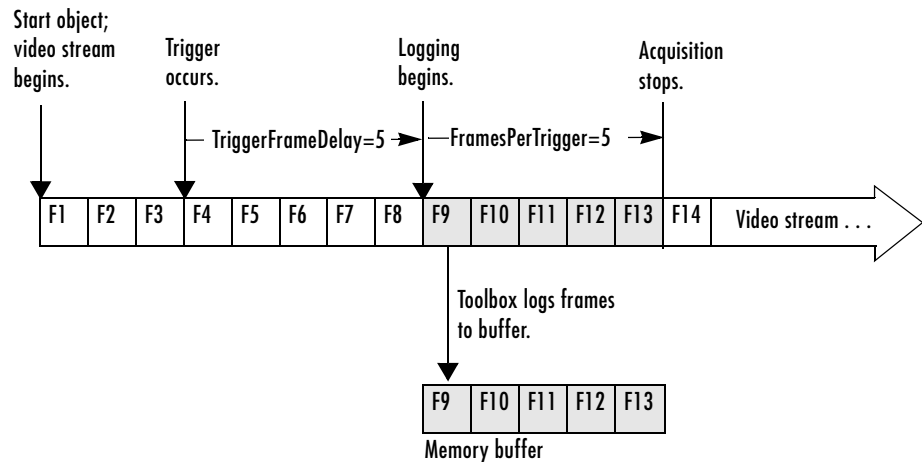 Start object;
video stream
begins.
Trigger
occurs.
Logging
begins.
Acquisition
stops.
TriggerFrameDelay=5
FramesPerTrigger=5
F1 F2 F3 F4 F5 F6 F7 F8 F9 F10 F11 F12 F13 F14 Video stream . . .
Toolbox logs frames
to buffer.
F9 F10 F11 F12 F13
Memory buffer